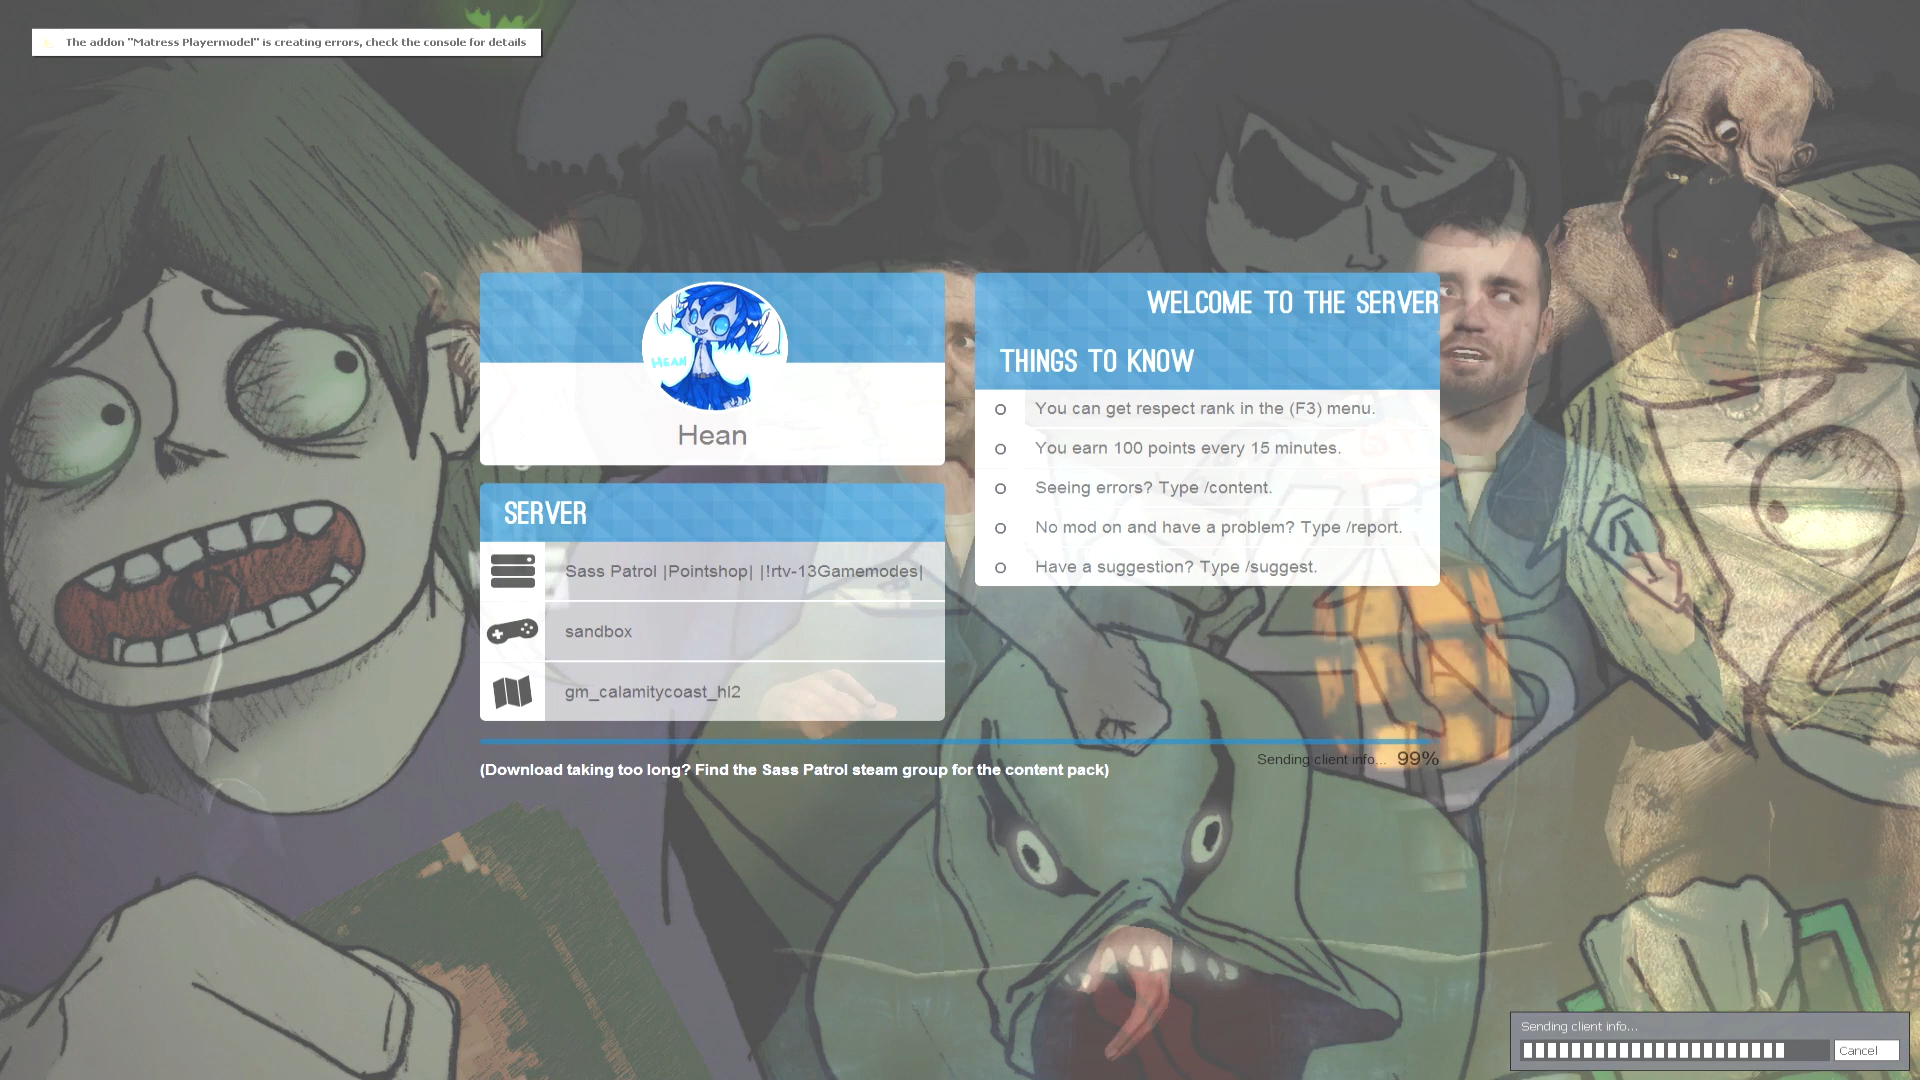 The addon "Matress Playermodel" is creating errors, check the console for details
HEAN
Hean
SERVER
Sass Patrol |Pointshop| |!rtv-13Gamemodes|
sandbox
gm_calamitycoast_hl2
WELCOME TO THE SERVER
THINGS TO KNOW
o You can get respect rank in the (F3) menu.
o You earn 100 points every 15 minutes.
o Seeing errors? Type /content.
o No mod on and have a problem? Type /report.
o Have a suggestion? Type /suggest.
Sending client info... 99%
(Download taking too long? Find the Sass Patrol steam group for the content pack)
Sending client info...
Cancel